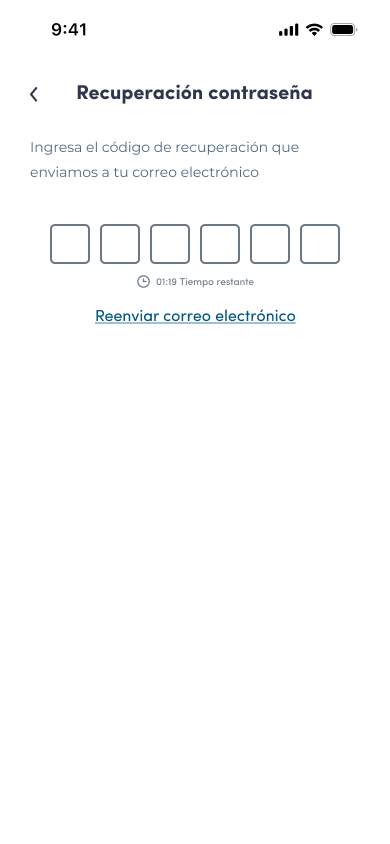 9:41
Recuperación contraseña
Ingresa el código de recuperación que
enviamos a tu correo electrónico
01:19 Tiempo restante
Reenviar correo electrónico